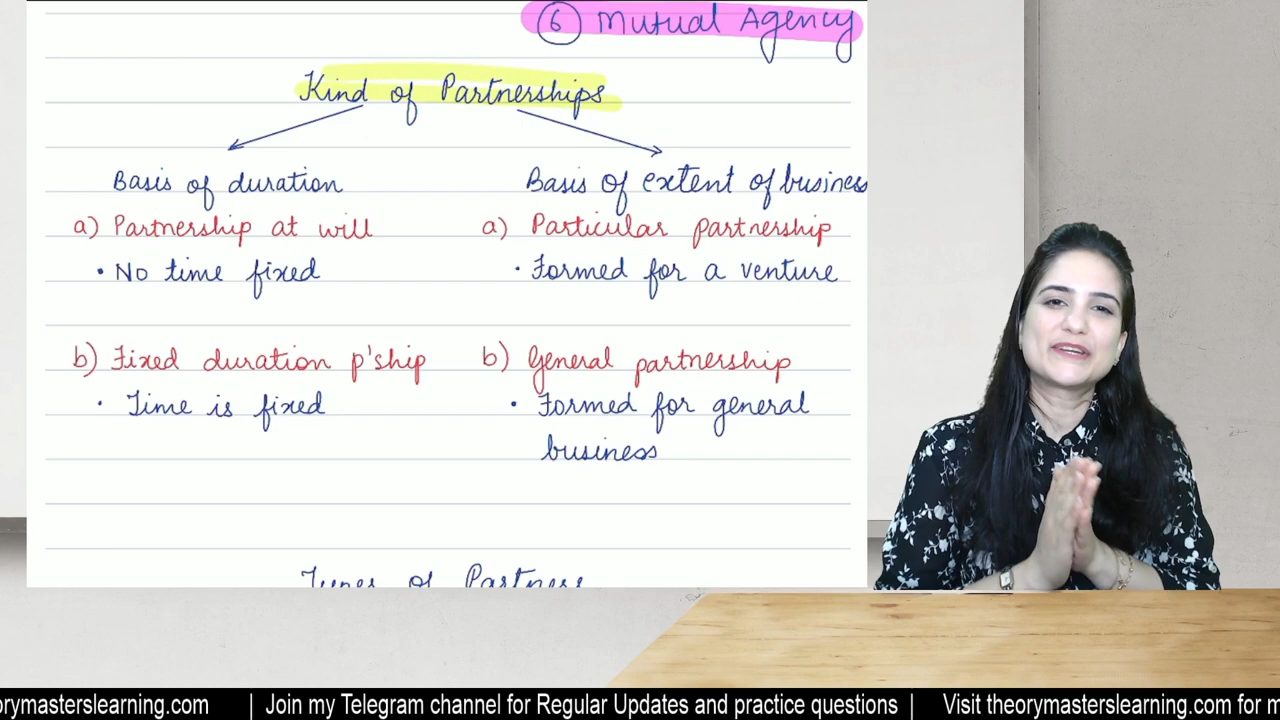 ⑥ Mutual Agency
Kind of Partnerships
Basis of duration
a) Partnership at will
• No time fixed
b) Fixed duration p'ship
• Time is fixed
Basis of extent of business
a) Particular partnership
• Formed for a venture
b) General partnership
• Formed for general
business
Types of
orymasterslearning.com | Join my Telegram channel for Regular Updates and practice questions | Visit theorymasterslearning.com for m